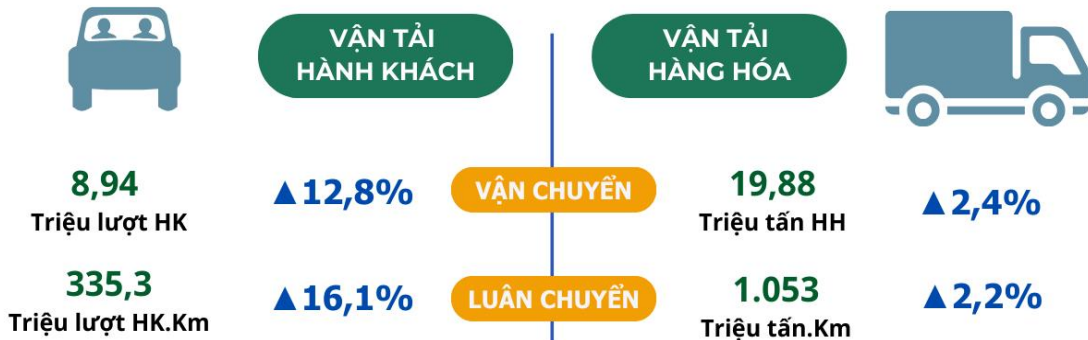 VẬN TẢI
HÀNH KHÁCH
VẬN TẢI
HÀNG HÓA
8,94
Triệu lượt HK
▲12,8%
VẬN CHUYỂN
19,88
Triệu tấn HH
▲2,4%
335,3
Triệu lượt HK.Km
▲16,1%
LUÂN CHUYỂN
1.053
Triệu tấn.Km
▲2,2%